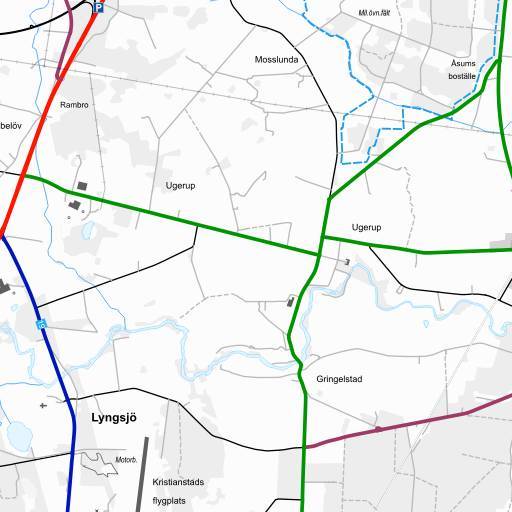 P
Mil.övn.fält
Mosslunda
Åsums
boställe
Rambro
belöv
Ugerup
Ugerup
Gringelstad
Lyngsjö
Motorb.
Kristianstads
flygplats